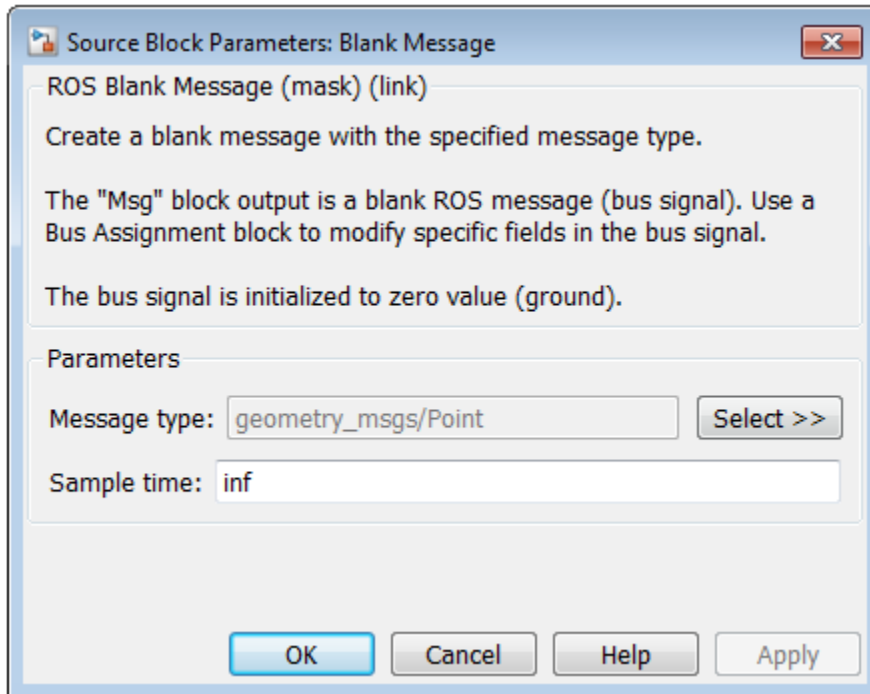 Source Block Parameters: Blank Message
ROS Blank Message (mask) (link)
Create a blank message with the specified message type.
The "Msg" block output is a blank ROS message (bus signal). Use a
Bus Assignment block to modify specific fields in the bus signal.
The bus signal is initialized to zero value (ground).
Parameters
Message type: geometry_msgs/Point Select >>
Sample time: inf
OK Cancel Help Apply